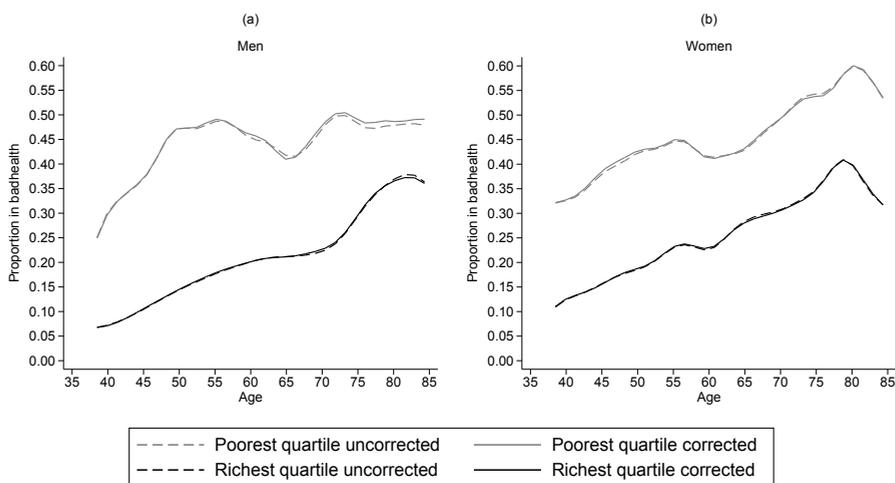 (a)
Men
Proportion in badhealth
0.60
0.55
0.50
0.45
0.40
0.35
0.30
0.25
0.20
0.15
0.10
0.05
0.00
35 40 45 50 55 60 65 70 75 80 85
Age
(b)
Women
Proportion in badhealth
0.60
0.55
0.50
0.45
0.40
0.35
0.30
0.25
0.20
0.15
0.10
0.05
0.00
35 40 45 50 55 60 65 70 75 80 85
Age
Poorest quartile uncorrected Poorest quartile corrected
Richest quartile uncorrected Richest quartile corrected